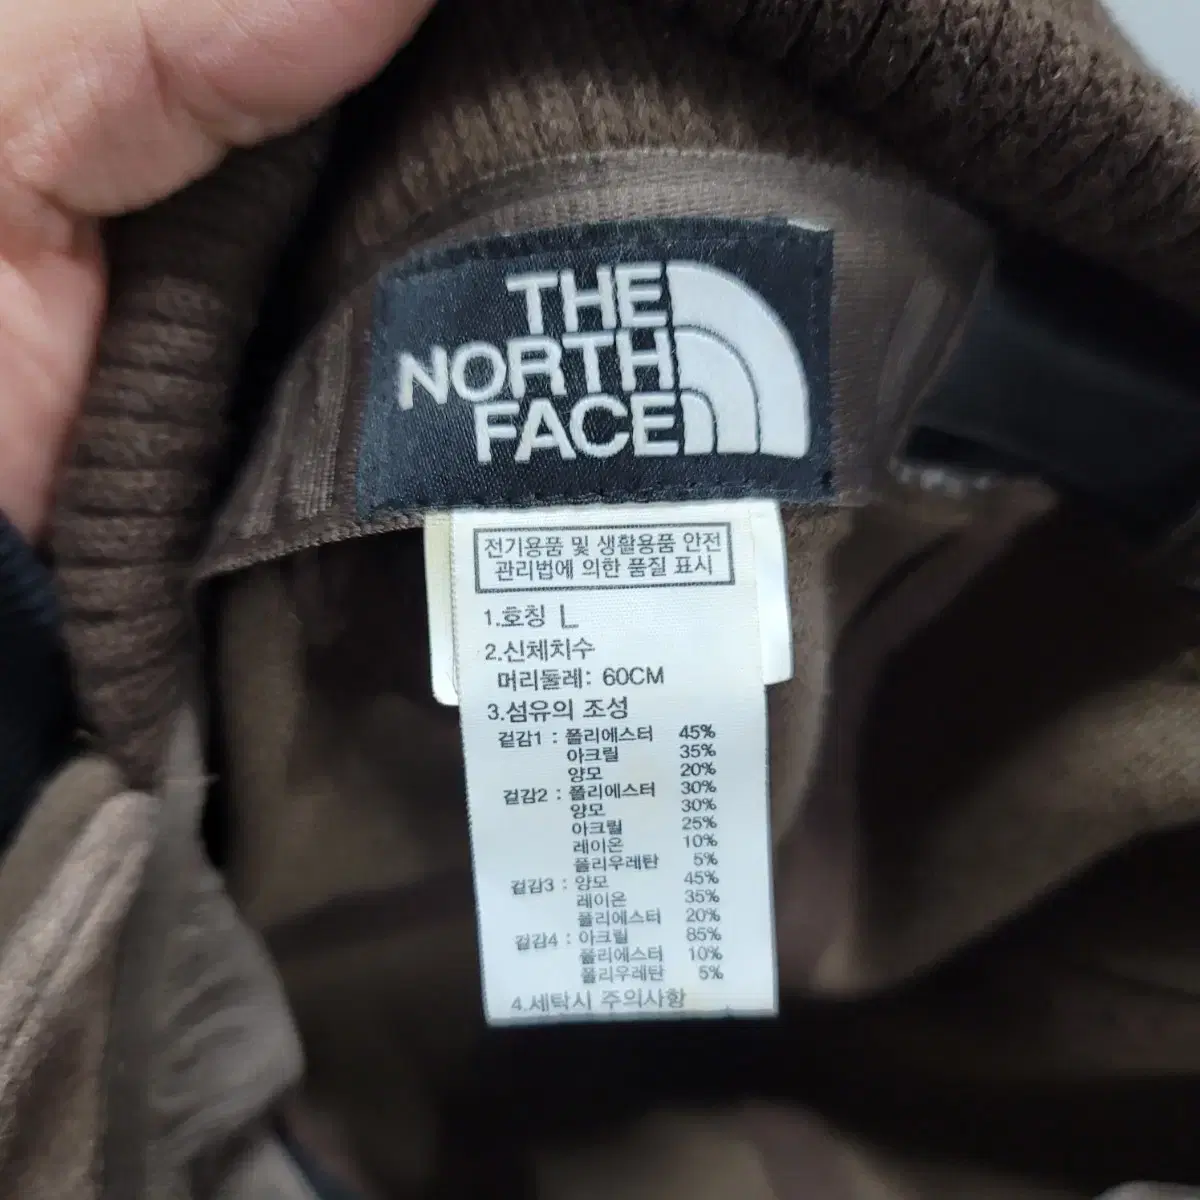 THE
NORTH
FACE
전기용품 및 생활용품 안전
관리법에 의한 품질 표시
1.호칭 L
2.신체치수
머리둘레: 60CM
3.섬유의 조성
겉감1 : 폴리에스터 45%
아크릴 35%
양모 20%
겉감2 : 폴리에스터 30%
양모 30%
아크릴 25%
레이온 10%
폴리우레탄 5%
겉감3 : 양모 45%
레이온 35%
폴리에스터 20%
겉감4 : 아크릴 85%
폴리에스터 10%
폴리우레탄 5%
4.세탁시 주의사항